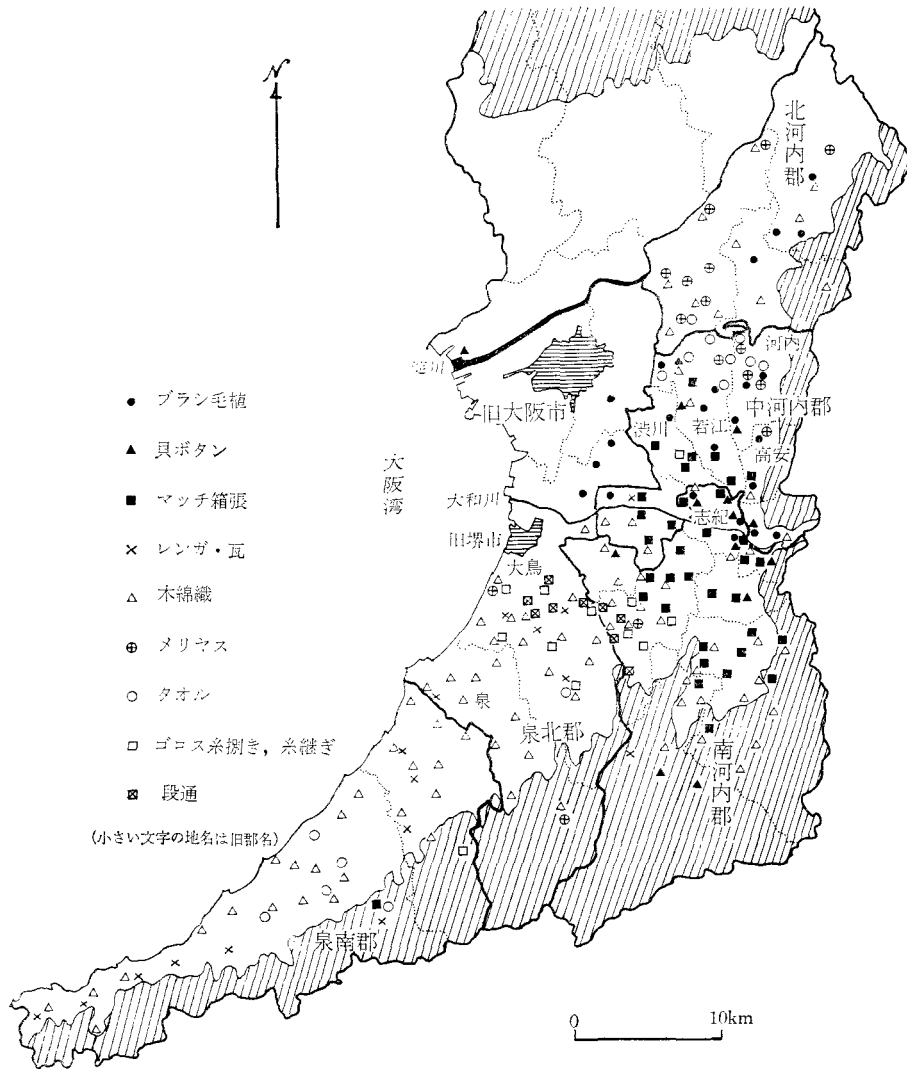 N
北河内郡
淀川
旧大阪市
河内
中河内郡
渋川
若江
高安
大阪湾
大和川
志紀
旧堺市
大鳥
泉
泉北郡
南河内郡
泉南郡
ブラン毛植
貝ボタン
マッチ箱張
レンガ・瓦
木綿織
メリヤス
タオル
ゴロス糸捌き，糸継ぎ
段通
(小さい文字の地名は旧郡名)
0 10km